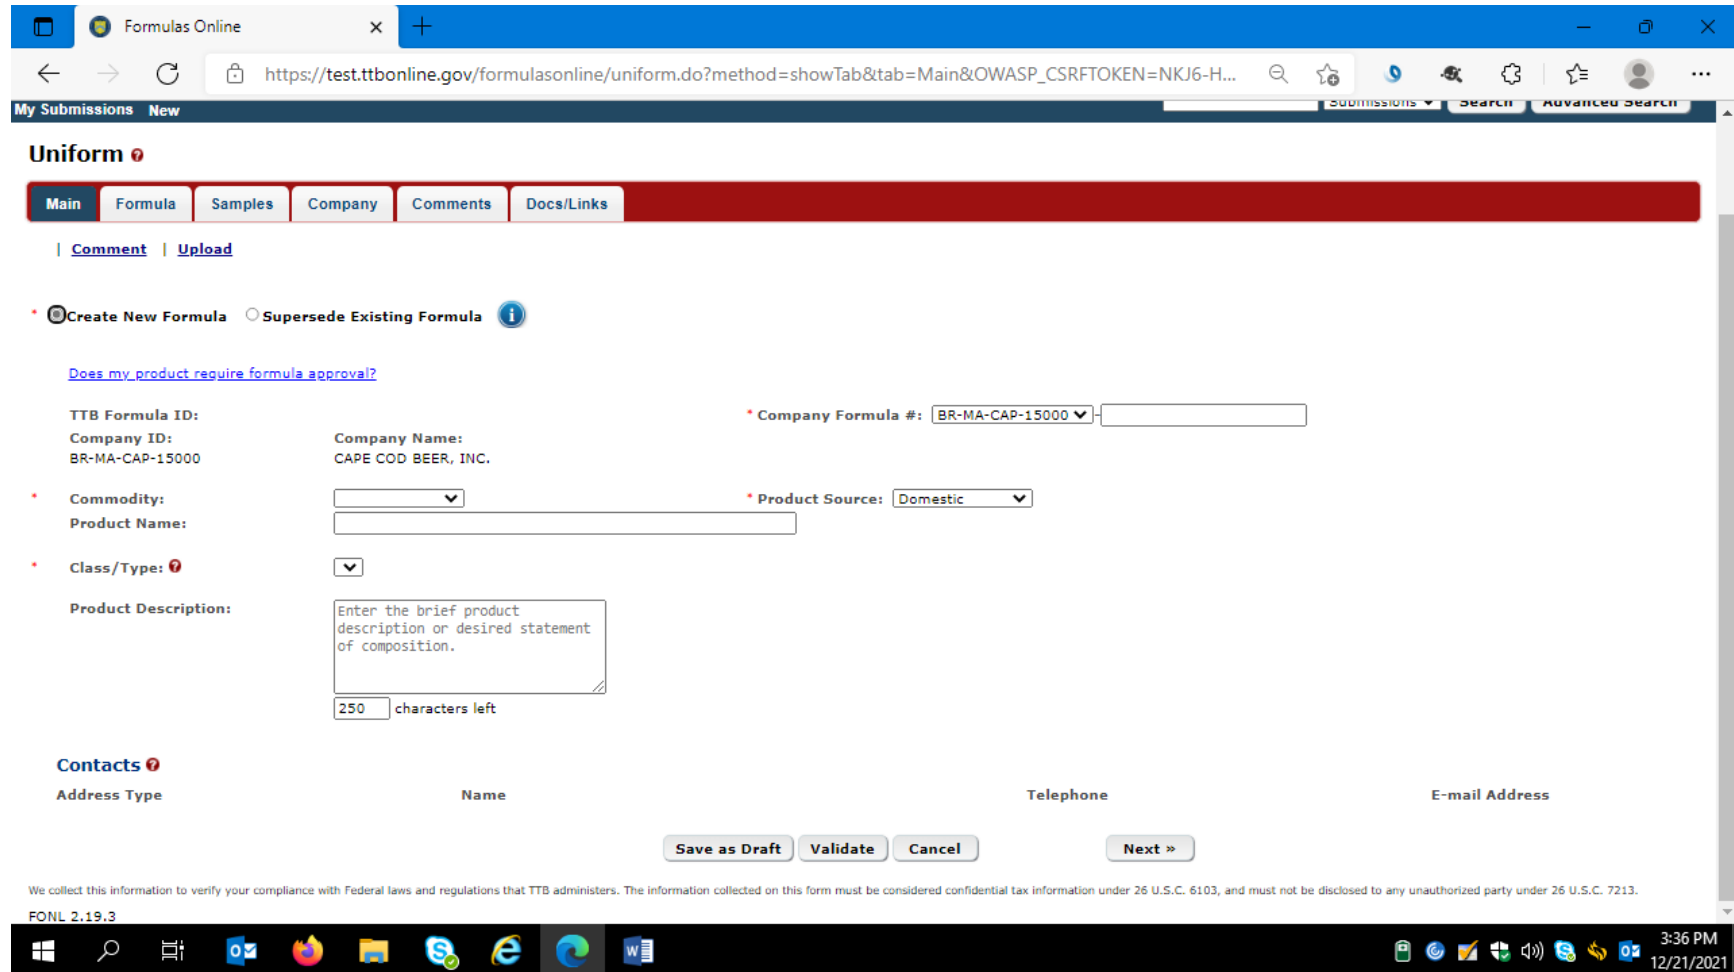 Formulas Online
https://test.ttbonline.gov/formulasonline/uniform.do?method=showTab&tab=Main&OWASP_CSRFTOKEN=NKJ6-H...
My Submissions New Submissions Search Advanced Search
Uniform
Main Formula Samples Company Comments Docs/Links
| Comment | Upload
* Create New Formula Supersede Existing Formula
Does my product require formula approval?
TTB Formula ID: * Company Formula #: BR-MA-CAP-15000 -
Company ID: Company Name:
BR-MA-CAP-15000 CAPE COD BEER, INC.
* Commodity: * Product Source: Domestic
Product Name:
* Class/Type:
Product Description: Enter the brief product
description or desired statement
of composition.
250 characters left
Contacts
Address Type Name Telephone E-mail Address
Save as Draft Validate Cancel Next »
We collect this information to verify your compliance with Federal laws and regulations that TTB administers. The information collected on this form must be considered confidential tax information under 26 U.S.C. 6103, and must not be disclosed to any unauthorized party under 26 U.S.C. 7213.
FONL 2.19.3
3:36 PM
12/21/2021